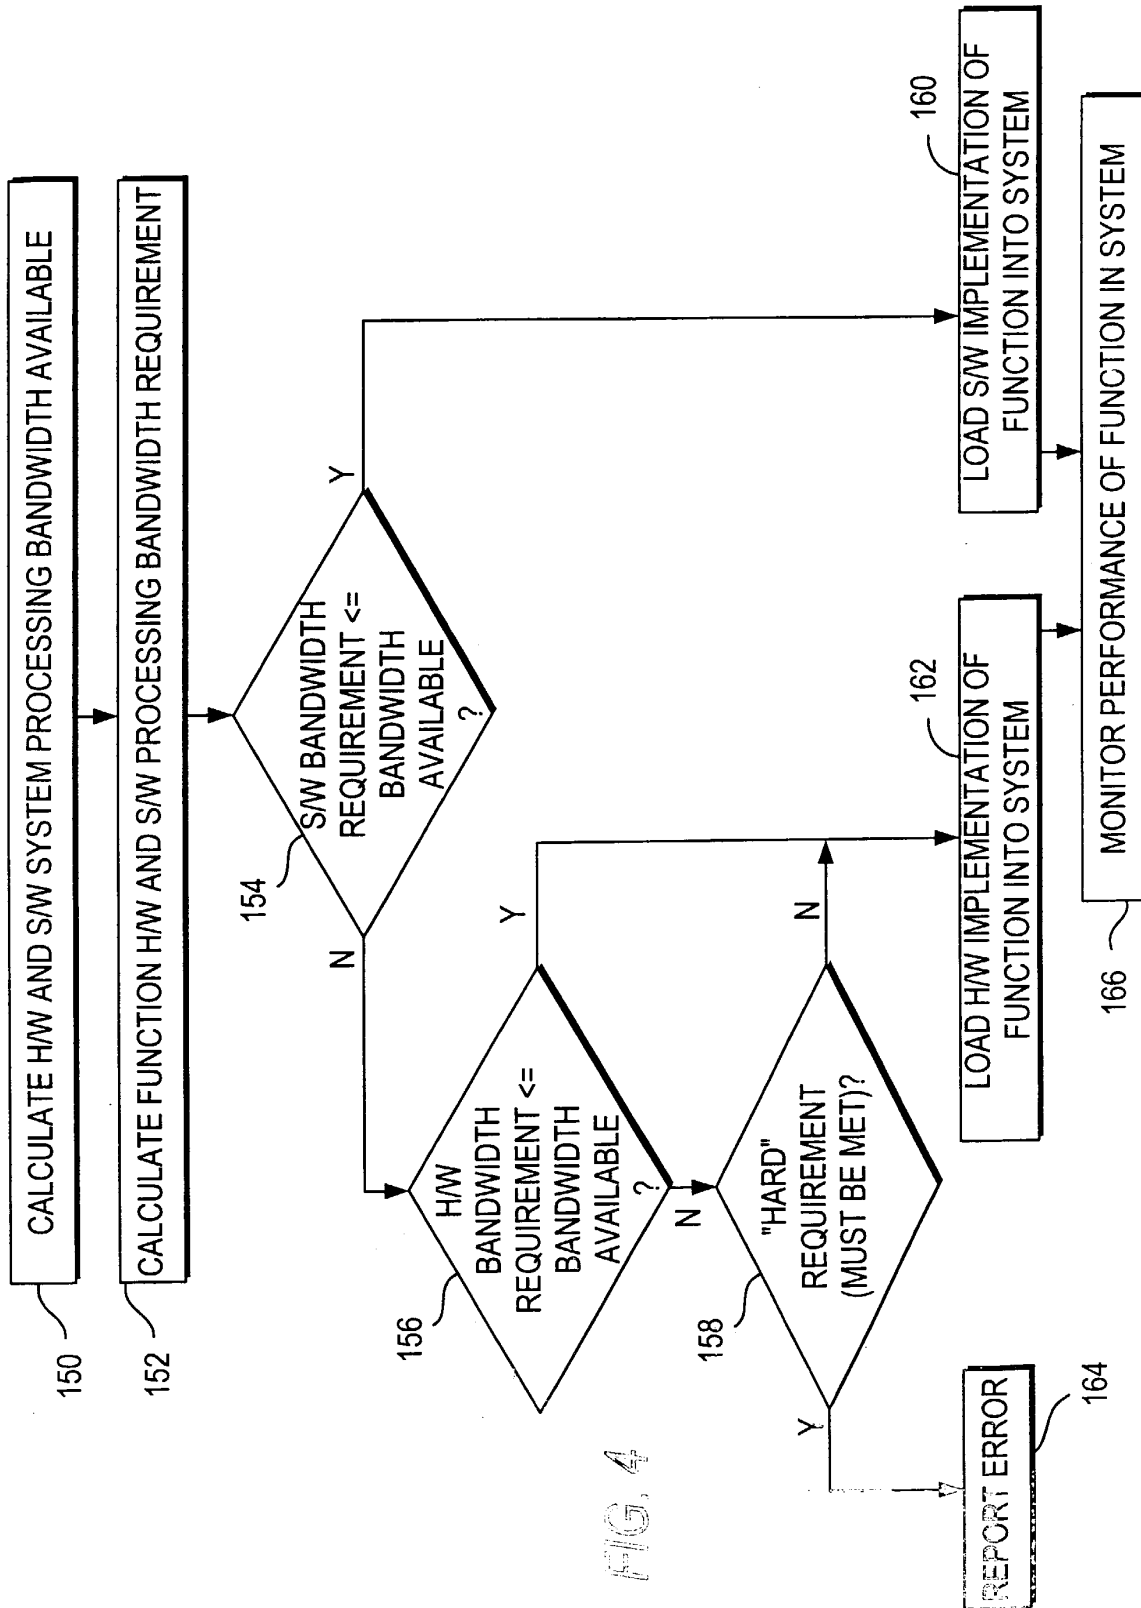 CALCULATE H/W AND S/W SYSTEM PROCESSING BANDWIDTH AVAILABLE
150
CALCULATE FUNCTION H/W AND S/W PROCESSING BANDWIDTH REQUIREMENT
152
S/W BANDWIDTH
REQUIREMENT <=
BANDWIDTH
AVAILABLE
?
154
N
Y
H/W
BANDWIDTH
REQUIREMENT <=
BANDWIDTH
AVAILABLE
?
156
Y
N
"HARD"
REQUIREMENT
(MUST BE MET)?
158
Y
N
REPORT ERROR
164
LOAD H/W IMPLEMENTATION OF
FUNCTION INTO SYSTEM
162
LOAD S/W IMPLEMENTATION OF
FUNCTION INTO SYSTEM
160
MONITOR PERFORMANCE OF FUNCTION IN SYSTEM
166
FIG. 4